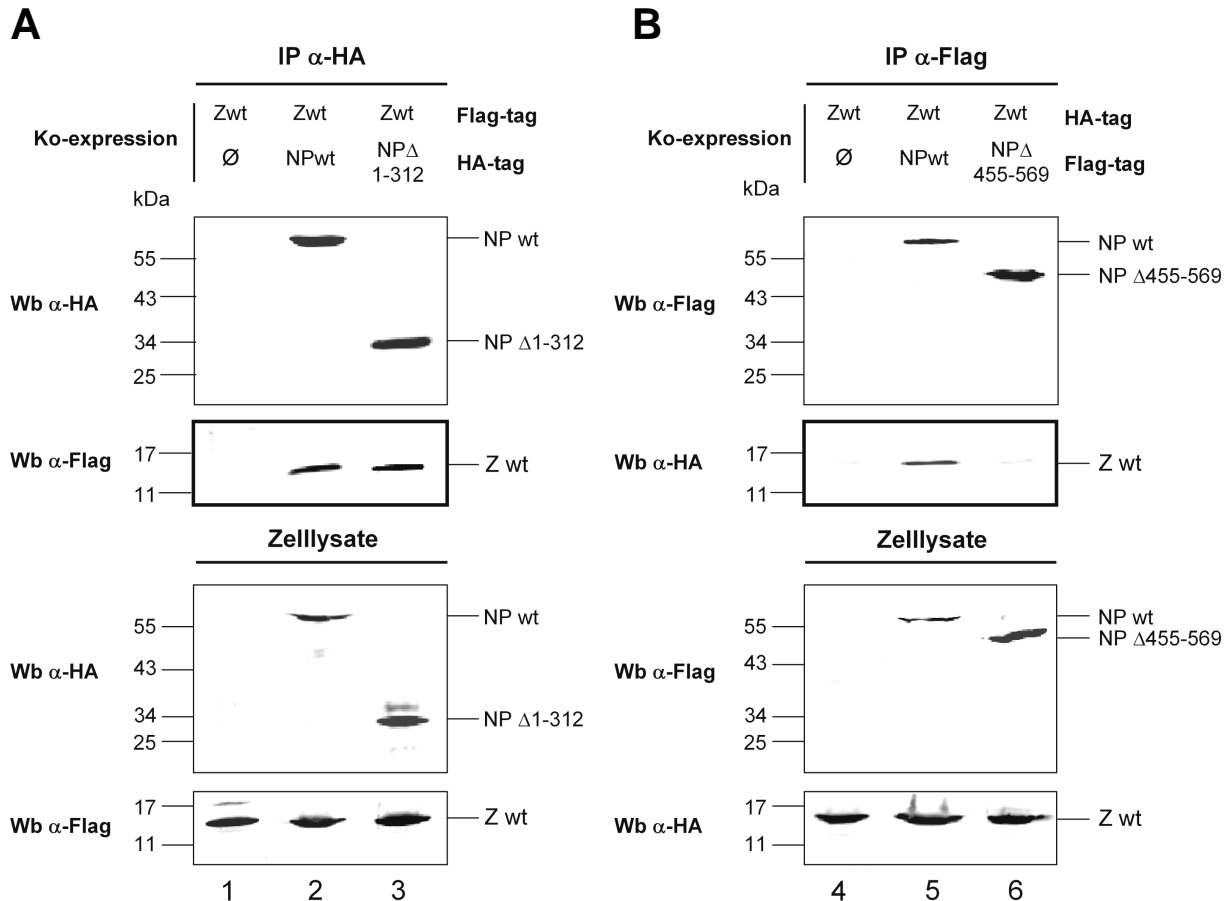 A
IP α-HA
Ko-expression
Zwt Zwt Zwt Flag-tag
Ø NPwt NPΔ 1-312 HA-tag
kDa
Wb α-HA
55
43
34
25
NP wt
NP Δ1-312
Wb α-Flag
17
11
Z wt
Zelllysate
Wb α-HA
55
43
34
25
NP wt
NP Δ1-312
Wb α-Flag
17
11
Z wt
1 2 3
B
IP α-Flag
Zwt Zwt Zwt HA-tag
Ø NPwt NPΔ 455-569 Flag-tag
kDa
Wb α-Flag
55
43
34
25
NP wt
NP Δ455-569
Wb α-HA
17
11
Z wt
Zelllysate
Wb α-Flag
55
43
34
25
NP wt
NP Δ455-569
Wb α-HA
17
11
Z wt
4 5 6